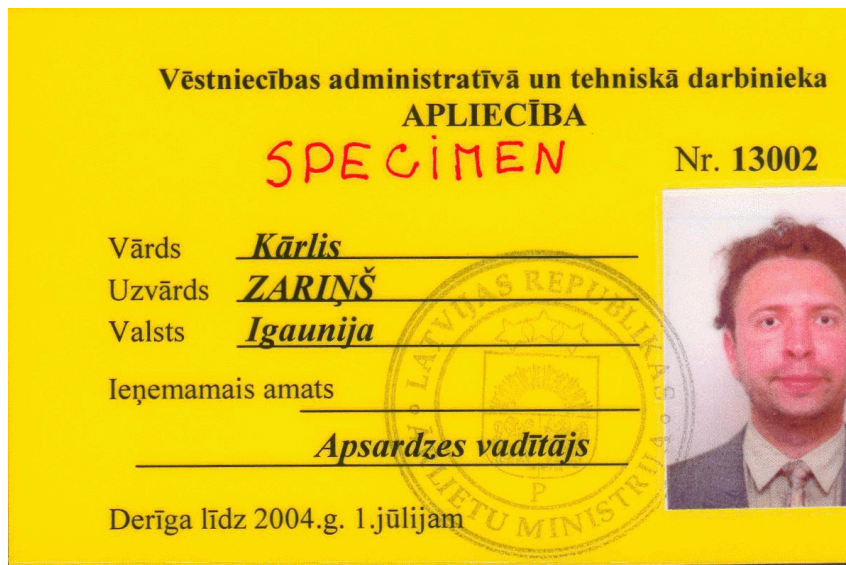 Vēstniecības administratīvā un tehniskā darbinieka
APLIECĪBA
SPECIMEN
Nr. 13002
Vārds Kārlis
Uzvārds ZARIŅŠ
Valsts Igaunija
Ieņemamais amats
Apsardzes vadītājs
Derīga līdz 2004.g. 1.jūlijam
LATVIJAS REPUBLIKAS
ĀRLIETU MINISTRIJA
P